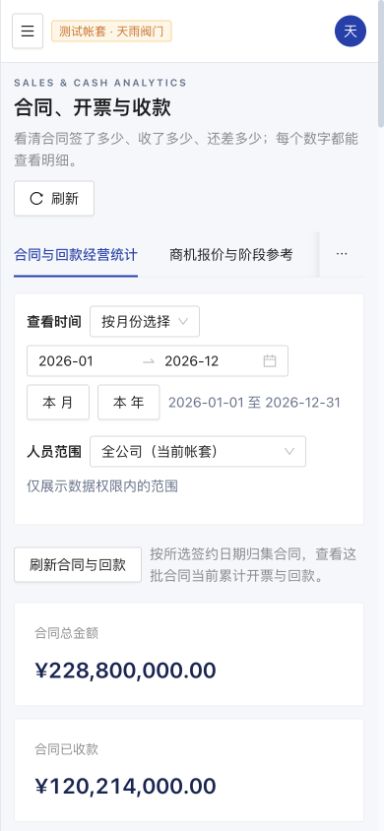 测试帐套 · 天雨阀门
天
SALES & CASH ANALYTICS
合同、开票与收款
看清合同签了多少、收了多少、还差多少；每个数字都能
查看明细。
刷新
合同与回款经营统计 商机报价与阶段参考 ...
查看时间 按月份选择
2026-01 → 2026-12
本 月 本 年 2026-01-01 至 2026-12-31
人员范围 全公司（当前帐套）
仅展示数据权限内的范围
刷新合同与回款 按所选签约日期归集合同，查看这
批合同当前累计开票与回款。
合同总金额
¥228,800,000.00
合同已收款
¥120,214,000.00